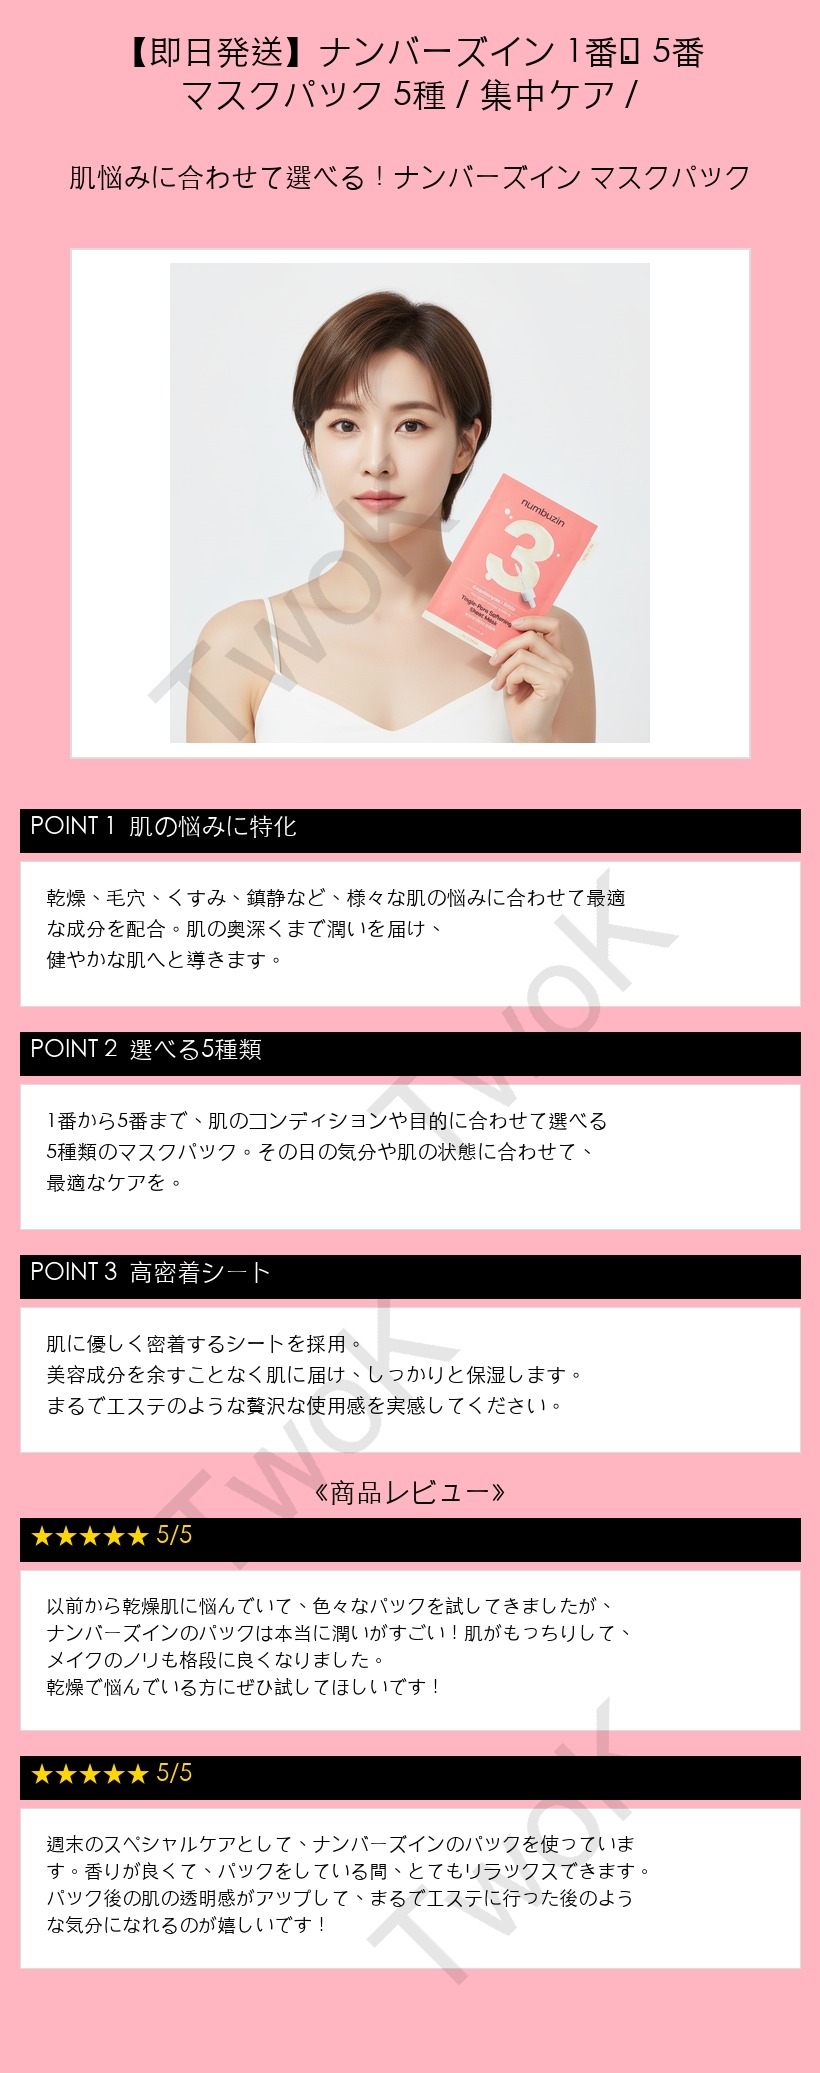 【即日発送】ナンバーズイン 1番 5番
マスクパック 5種 / 集中ケア /
肌悩みに合わせて選べる！ナンバーズイン マスクパック
numbuzin
3
Sheet Mask
TwoK
POINT 1 肌の悩みに特化
乾燥、毛穴、くすみ、鎮静など、様々な肌の悩みに合わせて最適
な成分を配合。肌の奥深くまで潤いを届け、
健やかな肌へと導きます。
TwoK
POINT 2 選べる5種類
1番から5番まで、肌のコンディションや目的に合わせて選べる
5種類のマスクパック。その日の気分や肌の状態に合わせて、
最適なケアを。
POINT 3 高密着シート
肌に優しく密着するシートを採用。
美容成分を余すことなく肌に届け、しっかりと保湿します。
まるでエステのような贅沢な使用感を実感してください。
TwoK
《商品レビュー》
★★★★★ 5/5
以前から乾燥肌に悩んでいて、色々なパックを試してきましたが、
ナンバーズインのパックは本当に潤いがすごい！肌がもっちりして、
メイクのノリも格段に良くなりました。
乾燥で悩んでいる方にぜひ試してほしいです！
★★★★★ 5/5
週末のスペシャルケアとして、ナンバーズインのパックを使っていま
す。香りが良くて、パックをしている間、とてもリラックスできます。
パック後の肌の透明感がアップして、まるでエステに行った後のよう
な気分になれるのが嬉しいです！
TwoK